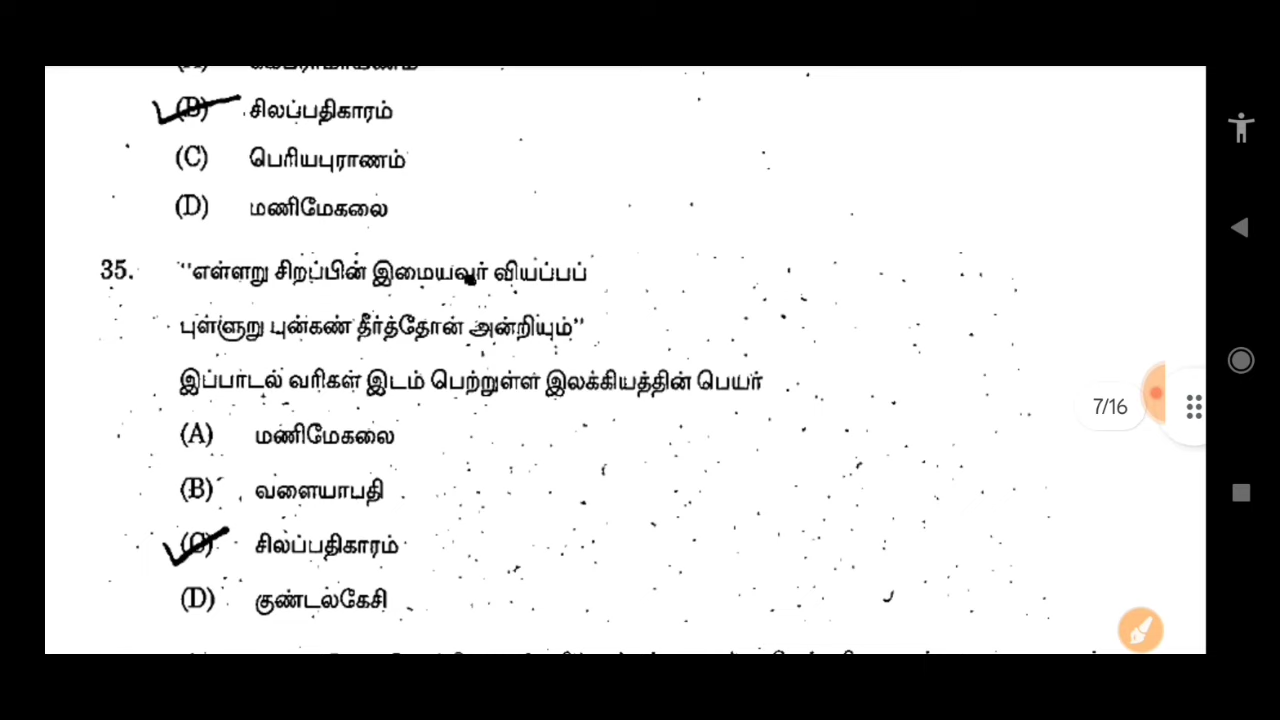 (B) சிலப்பதிகாரம்
(C) பெரியபுராணம்
(D) மணிமேகலை
35. "எள்ளறு சிறப்பின் இமையவர் வியப்பப்
புள்ளுறு புன்கண் தீர்த்தோன் அன்றியும்"
இப்பாடல் வரிகள் இடம் பெற்றுள்ள இலக்கியத்தின் பெயர்
7/16
(A) மணிமேகலை
(B) வளையாபதி
(C) சிலப்பதிகாரம்
(D) குண்டலகேசி